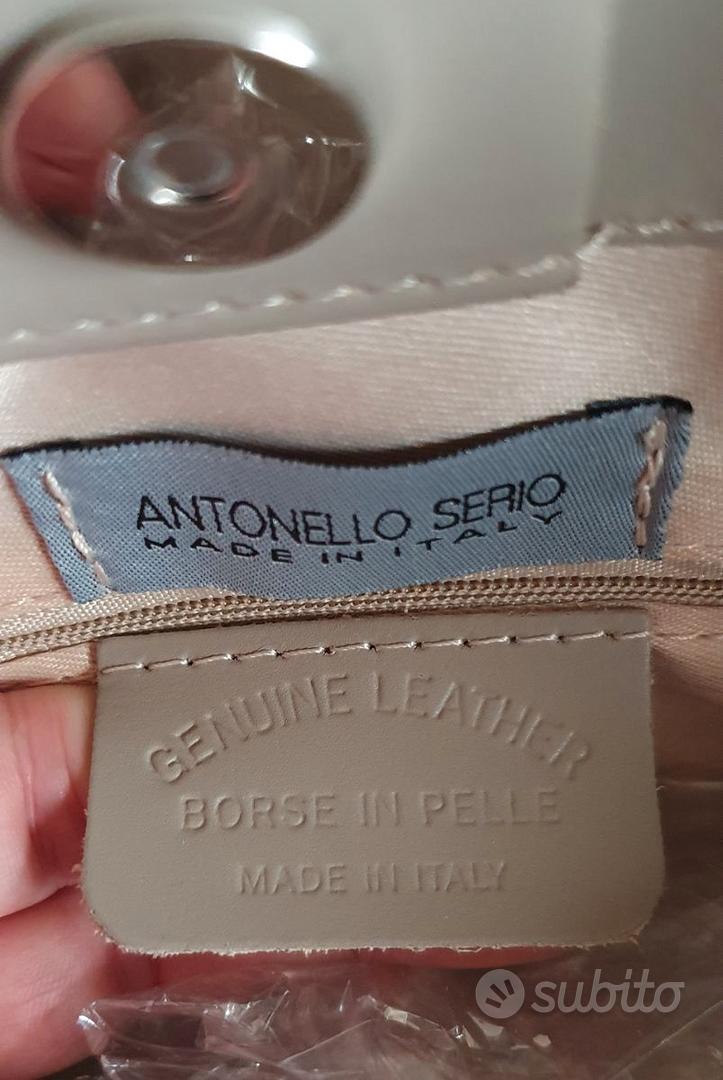 ANTONELLO SERIO
MADE IN ITALY
GENUINE LEATHER
BORSE IN PELLE
MADE IN ITALY
subito